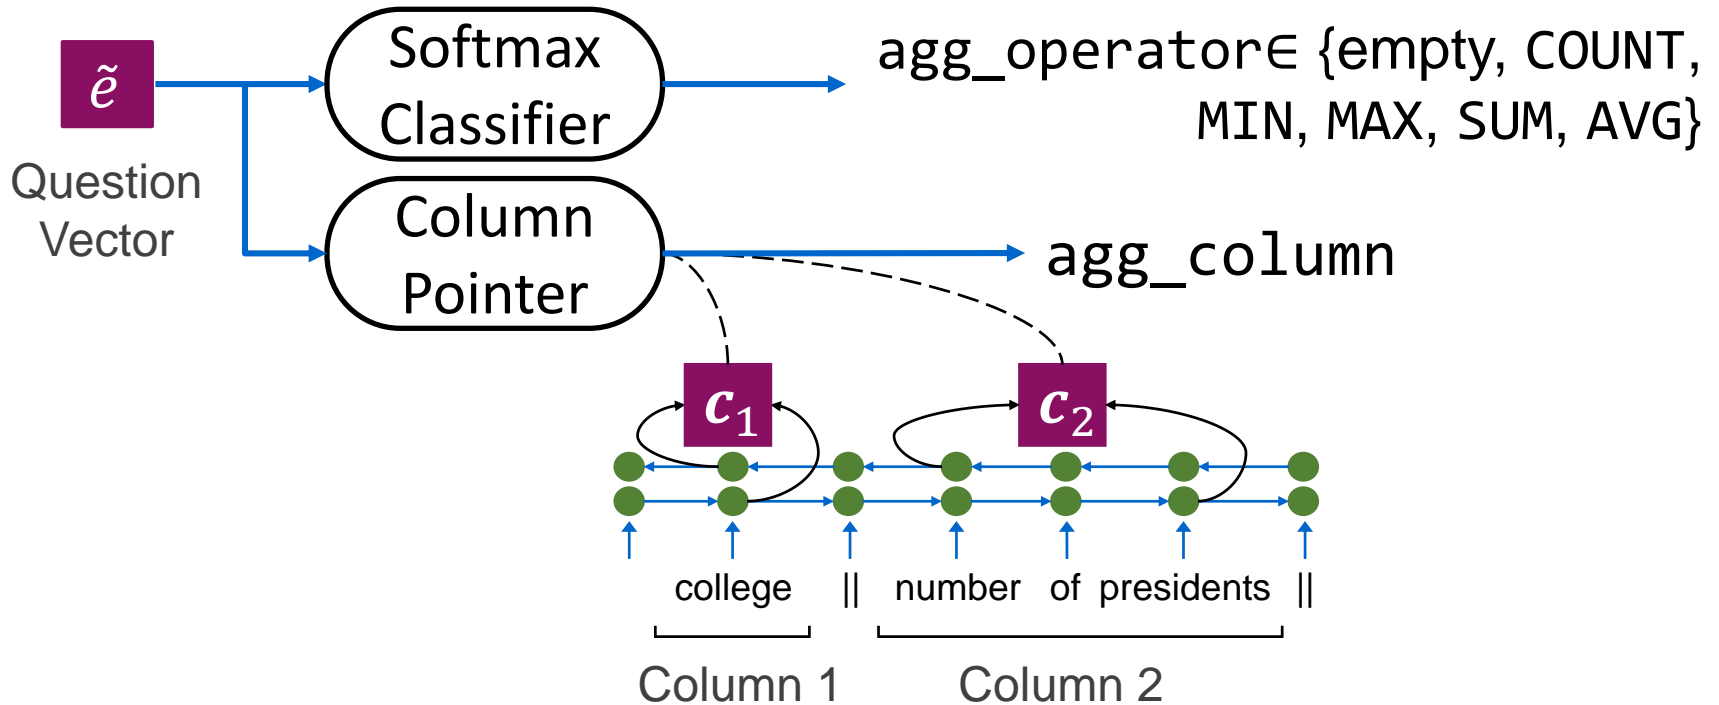 ẽ
Question
Vector
Softmax
Classifier
agg_operator∈ {empty, COUNT,
MIN, MAX, SUM, AVG}
Column
Pointer
agg_column
c₁
c₂
college || number of presidents ||
Column 1
Column 2